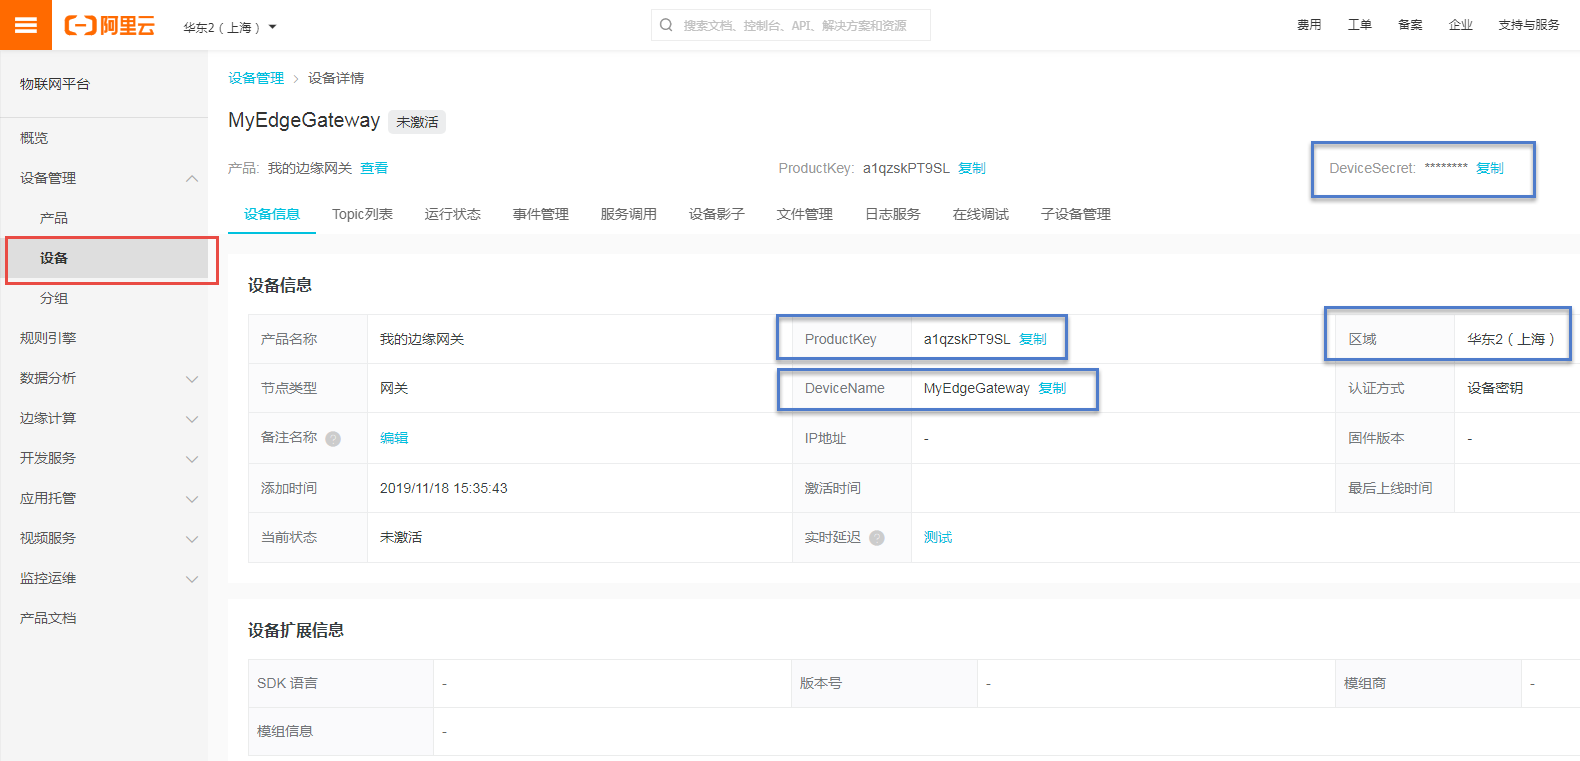 阿里云 华东2（上海） 搜索文档、控制台、API、解决方案和资源 费用 工单 备案 企业 支持与服务
物联网平台
概览
设备管理
产品
设备
分组
规则引擎
数据分析
边缘计算
开发服务
应用托管
视频服务
监控运维
产品文档
设备管理 > 设备详情
MyEdgeGateway 未激活
产品: 我的边缘网关 查看 ProductKey: a1qzskPT9SL 复制 DeviceSecret: ******** 复制
设备信息 Topic列表 运行状态 事件管理 服务调用 设备影子 文件管理 日志服务 在线调试 子设备管理
设备信息
产品名称 我的边缘网关 ProductKey a1qzskPT9SL 复制 区域 华东2（上海）
节点类型 网关 DeviceName MyEdgeGateway 复制 认证方式 设备密钥
备注名称 ? 编辑 IP地址 - 固件版本 -
添加时间 2019/11/18 15:35:43 激活时间 最后上线时间
当前状态 未激活 实时延迟 ? 测试
设备扩展信息
SDK 语言 - 版本号 - 模组商 -
模组信息 -